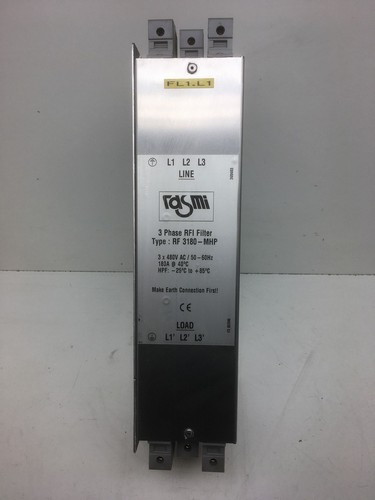 FL1.L1
L1 L2 L3
LINE
rasmi
3 Phase RFI Filter
Type : RF 3180-MHP
3 x 480V AC / 50-60Hz
180A @ 40°C
HPF: -25°C to +85°C
Make Earth Connection First!
CE
LOAD
L1' L2' L3'